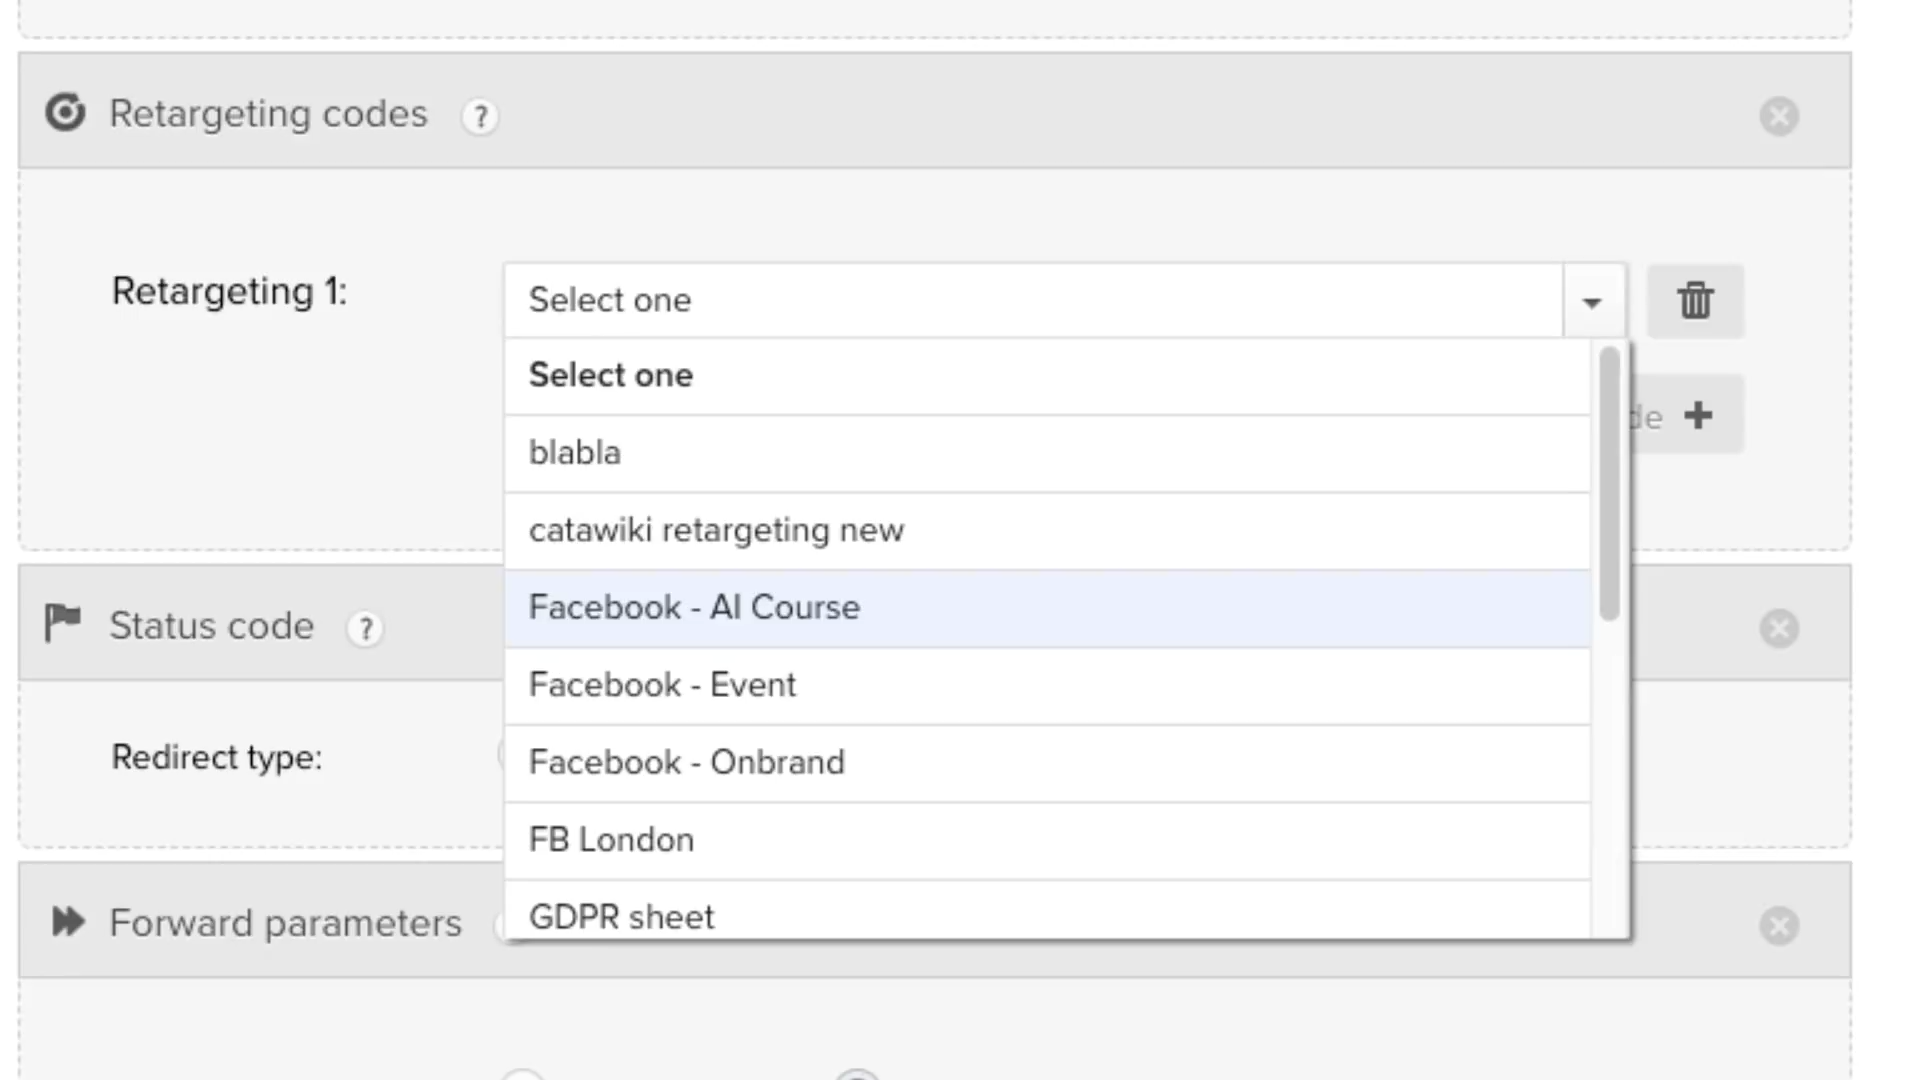 Retargeting codes ?
Retargeting 1:
Select one
Select one
blabla
catawiki retargeting new
Facebook - AI Course
Facebook - Event
Facebook - Onbrand
FB London
GDPR sheet
Status code ?
Redirect type:
Forward parameters